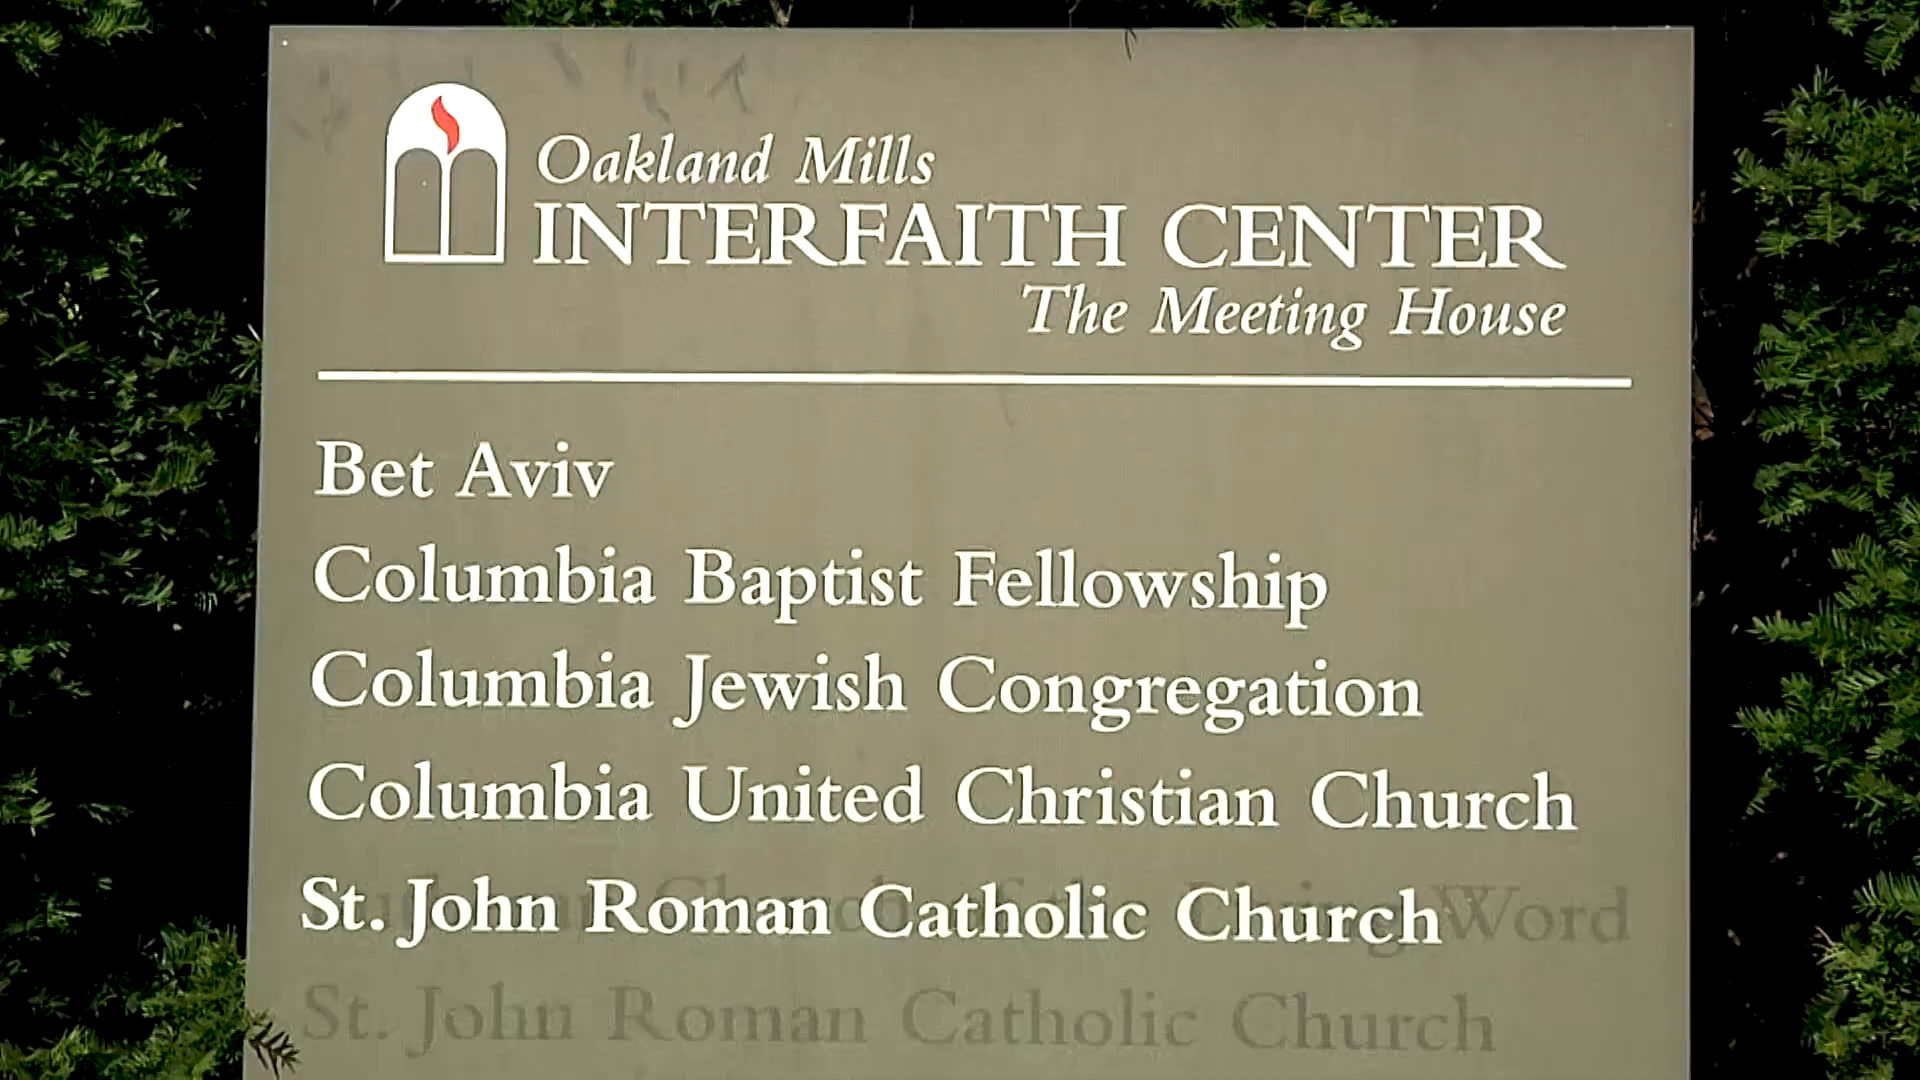 Oakland Mills
INTERFAITH CENTER
The Meeting House
Bet Aviv
Columbia Baptist Fellowship
Columbia Jewish Congregation
Columbia United Christian Church
St. John Roman Catholic Church
Word
St. John Roman Catholic Church